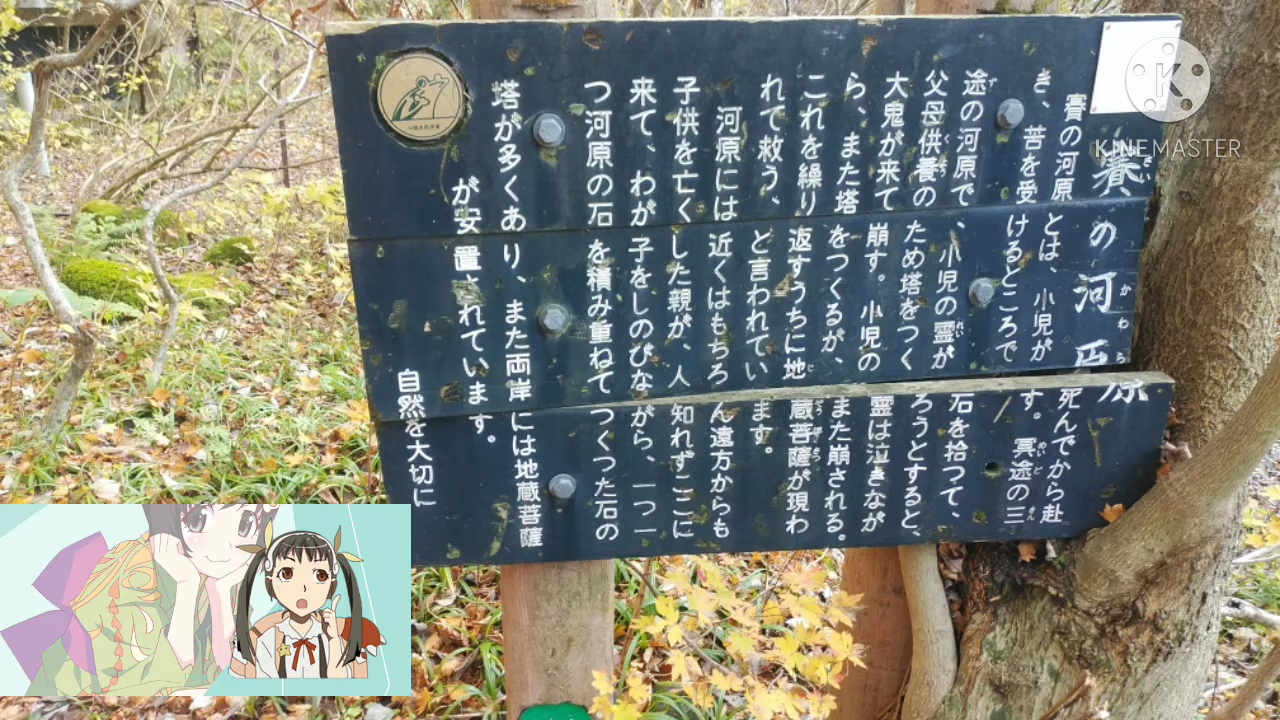 K
KINEMASTER
賽の河原
賽の河原とは、小児が死んでから赴
き、苦を受けるところです。冥途の三
途の河原で、小児の霊が石を拾つて、
父母供養のため塔をつくろうとすると、
大鬼が来て崩す。小児の霊は泣きなが
ら、また塔をつくるが、また崩される。
これを繰り返すうちに地蔵菩薩が現わ
れて救う、と言われています。
河原には近くはもちろん遠方からも
子供を亡くした親が、人知れずここに
来て、わが子をしのびながら、一つ一
つ河原の石を積み重ねてつくつた石の
塔が多くあり、また両岸には地蔵菩薩
が安置されています。
自然を大切に